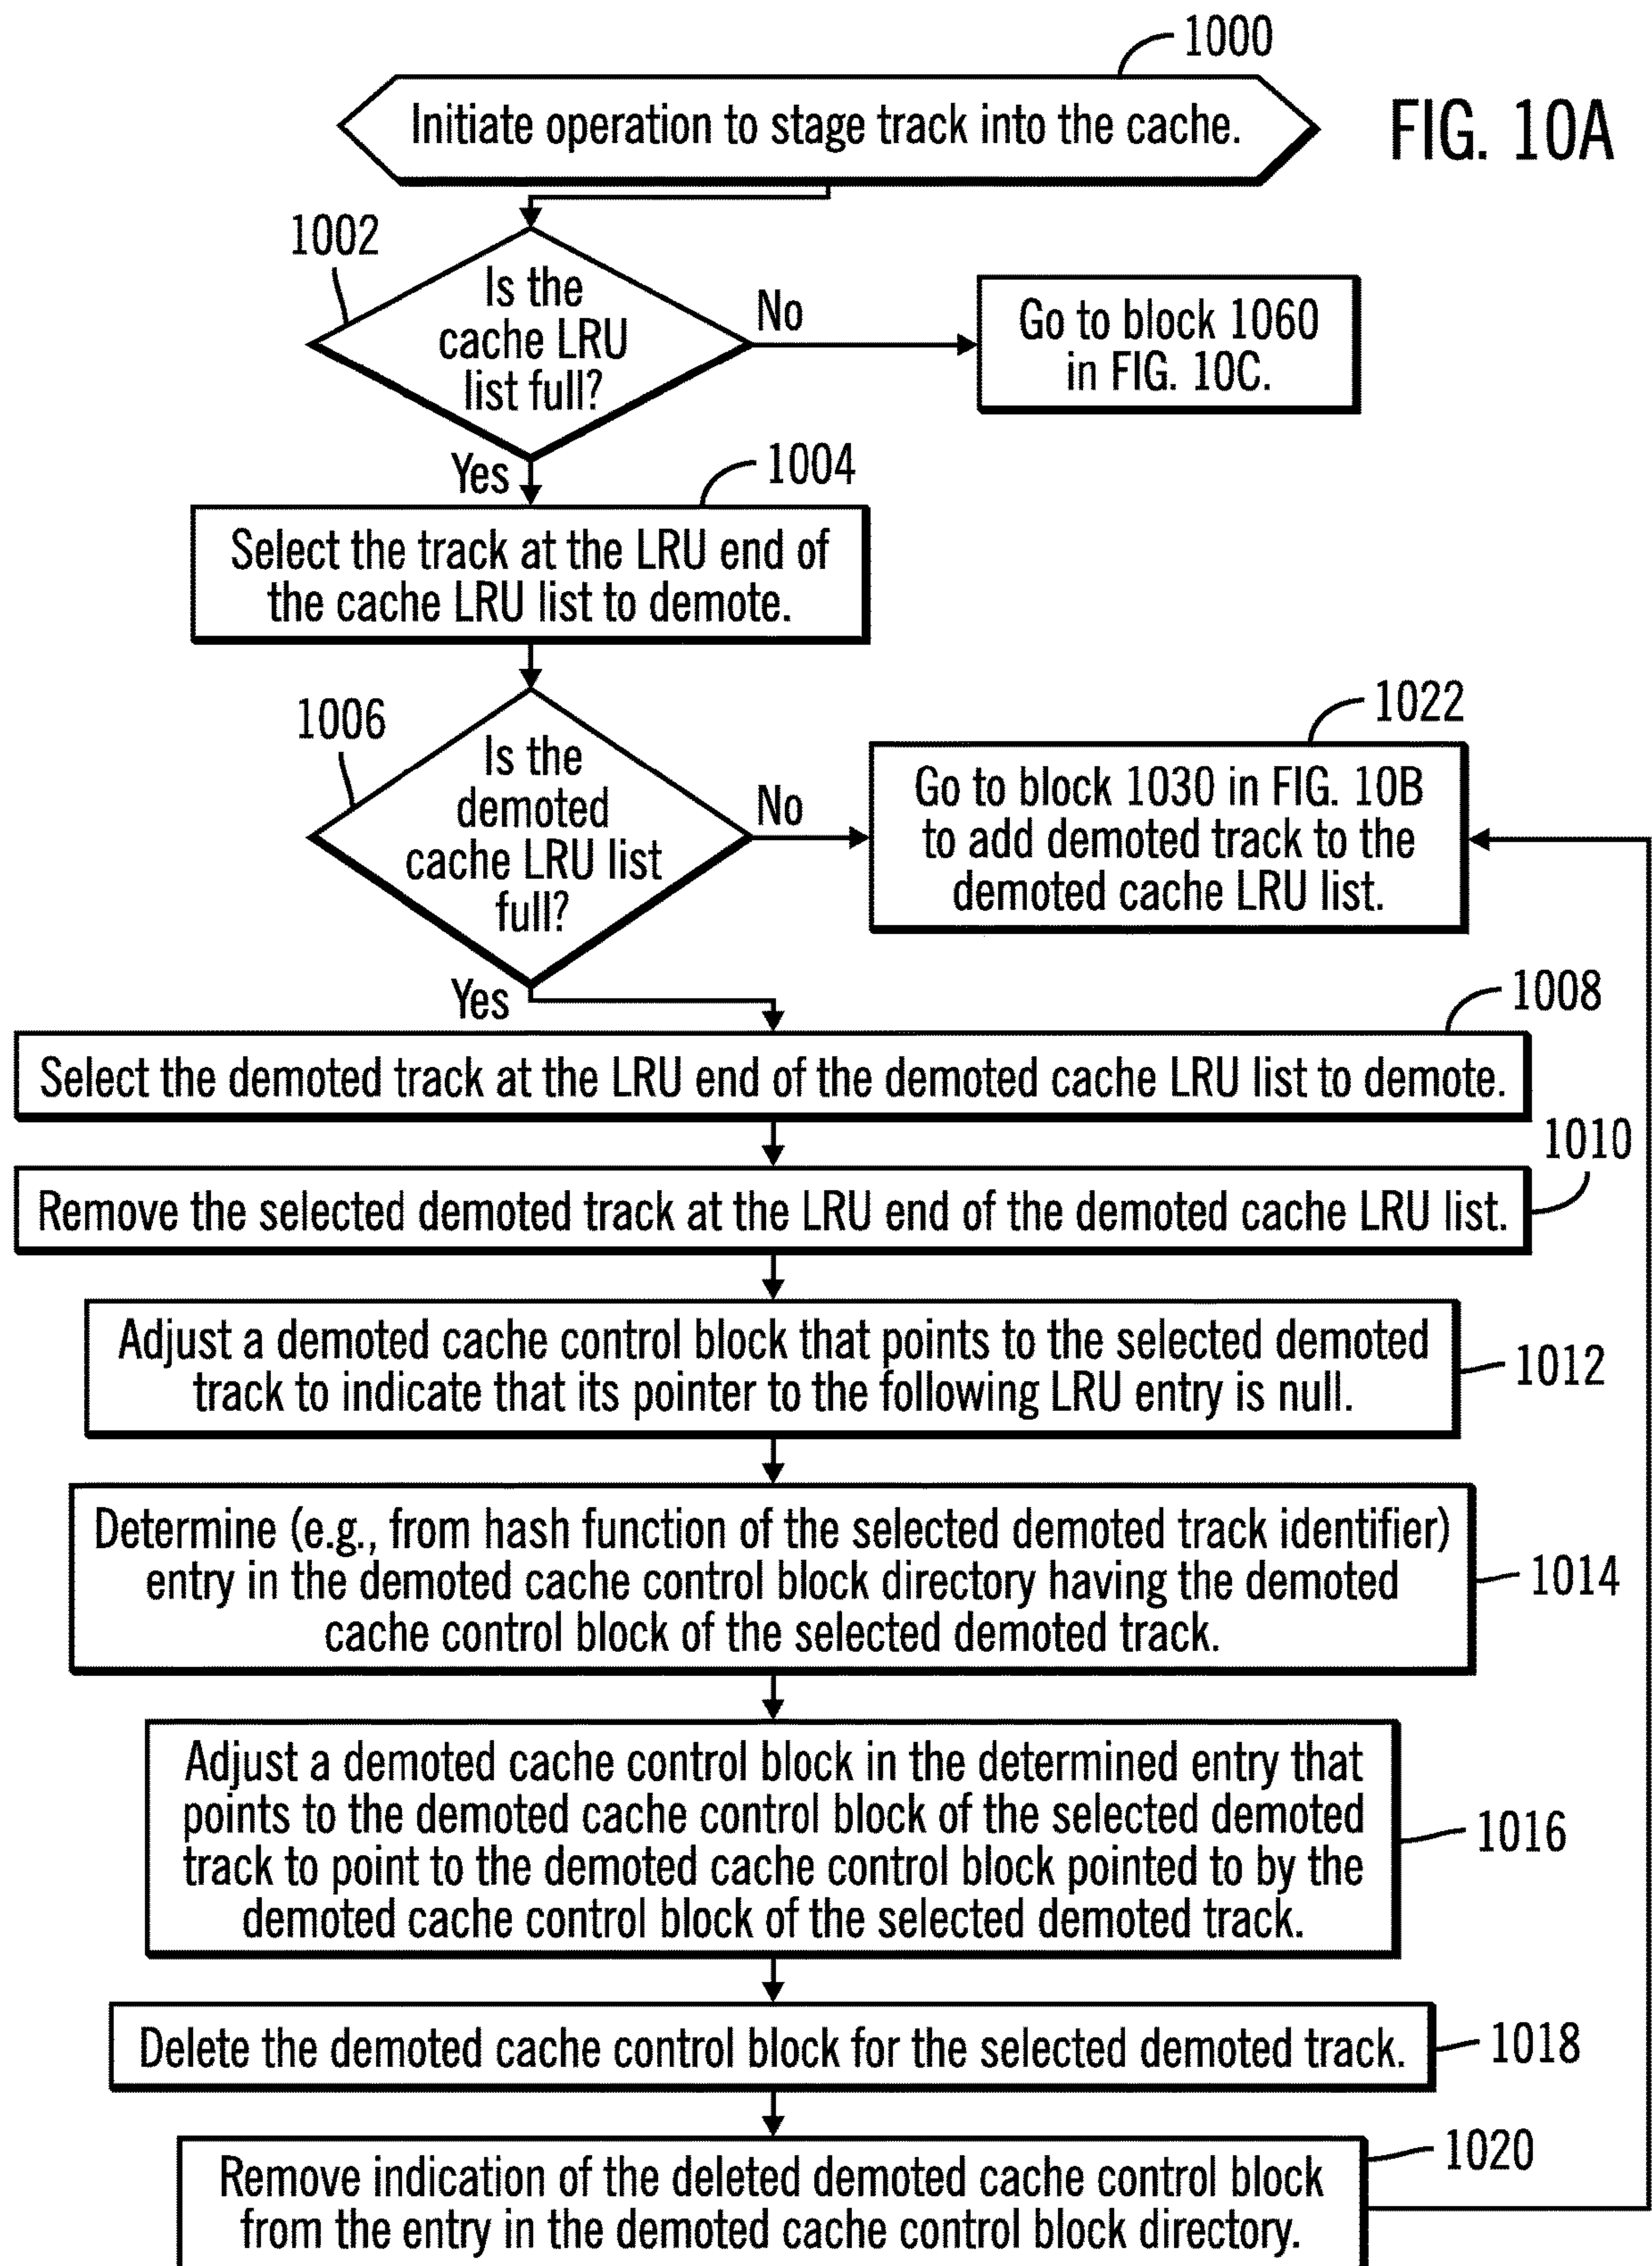 1000
Initiate operation to stage track into the cache.
FIG. 10A
1002
Is the
cache LRU
list full?
No
Go to block 1060
in FIG. 10C.
Yes
1004
Select the track at the LRU end of
the cache LRU list to demote.
1006
Is the
demoted
cache LRU list
full?
No
1022
Go to block 1030 in FIG. 10B
to add demoted track to the
demoted cache LRU list.
Yes
1008
Select the demoted track at the LRU end of the demoted cache LRU list to demote.
1010
Remove the selected demoted track at the LRU end of the demoted cache LRU list.
Adjust a demoted cache control block that points to the selected demoted
track to indicate that its pointer to the following LRU entry is null.
1012
Determine (e.g., from hash function of the selected demoted track identifier)
entry in the demoted cache control block directory having the demoted
cache control block of the selected demoted track.
1014
Adjust a demoted cache control block in the determined entry that
points to the demoted cache control block of the selected demoted
track to point to the demoted cache control block pointed to by the
demoted cache control block of the selected demoted track.
1016
Delete the demoted cache control block for the selected demoted track.
1018
1020
Remove indication of the deleted demoted cache control block
from the entry in the demoted cache control block directory.